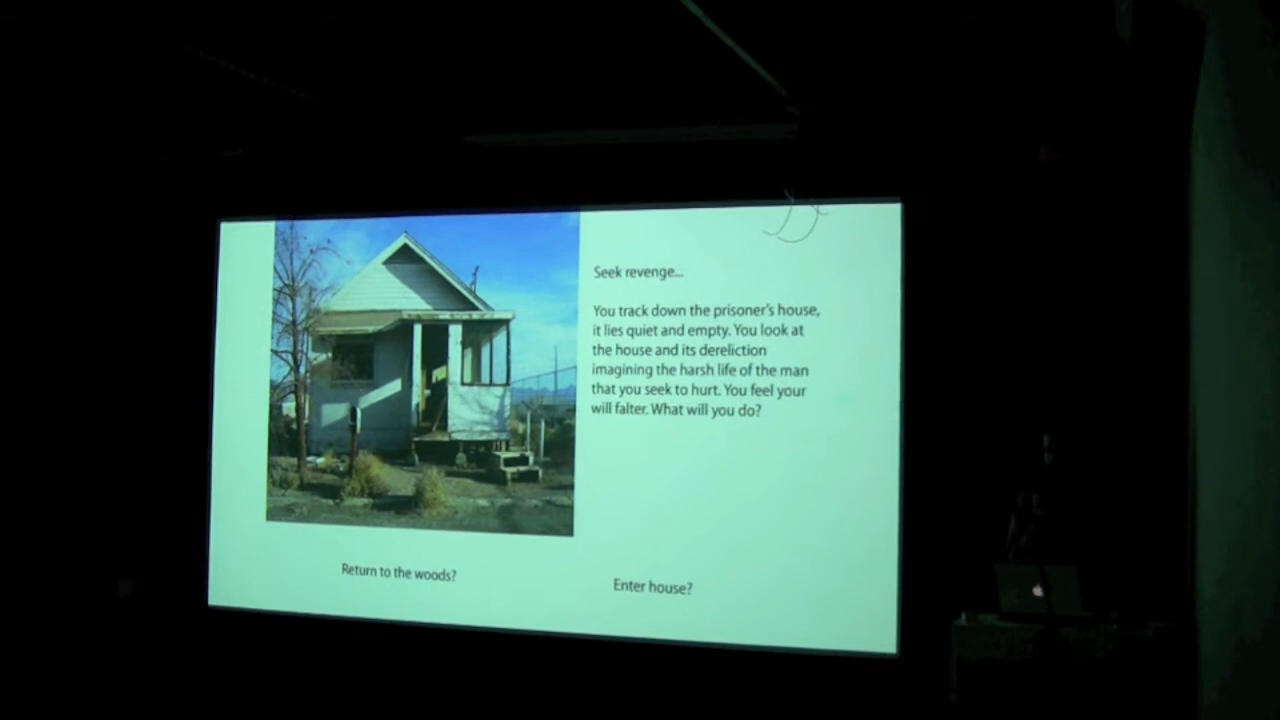 Seek revenge...
You track down the prisoner's house,
it lies quiet and empty. You look at
the house and its dereliction
imagining the harsh life of the man
that you seek to hurt. You feel your
will falter. What will you do?
Return to the woods?
Enter house?